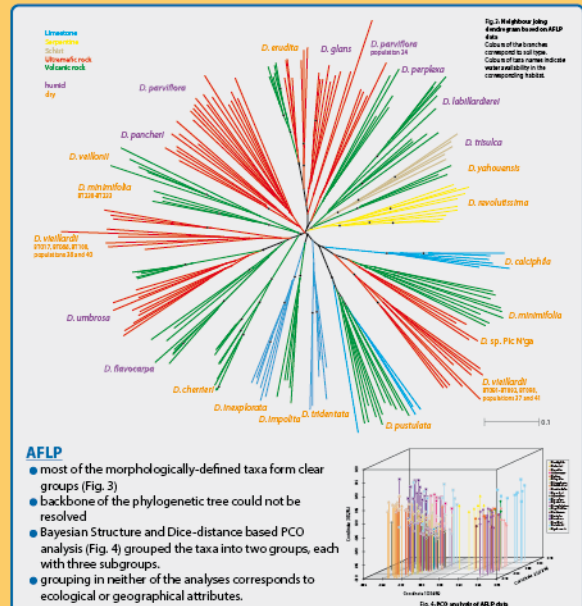 Limestone
Serpentine
Schist
Ultramafic rock
Volcanic rock
humid
dry
Fig. 3: Neighbour joing
dendrogram based on AFLP
data
Colours of the branches
correspond to soil type.
Colours of taxa names indicate
water availability in the
corresponding habitat.
D. erudita
D. glans
D. parviflora
population 24
D. perplexa
D. labillardierei
D. trisulca
D. yahouensis
D. revolutissima
D. calciphila
D. minimifolia
D. sp. Pic N'ga
D. vieillardii
populations 27 and 41
D. pustulata
D. tridentata
D. impolita
D. inexplorata
D. cherrieri
D. flavocarpa
D. umbrosa
D. vieillardii
populations 38 and 40
D. minimifolia
D. veillonii
D. pancheri
D. parviflora
0.1
AFLP
● most of the morphologically-defined taxa form clear
groups (Fig. 3)
● backbone of the phylogenetic tree could not be
resolved
● Bayesian Structure and Dice-distance based PCO
analysis (Fig. 4) grouped the taxa into two groups, each
with three subgroups.
● grouping in neither of the analyses corresponds to
ecological or geographical attributes.
Fig. 4: PCO analysis of AFLP data